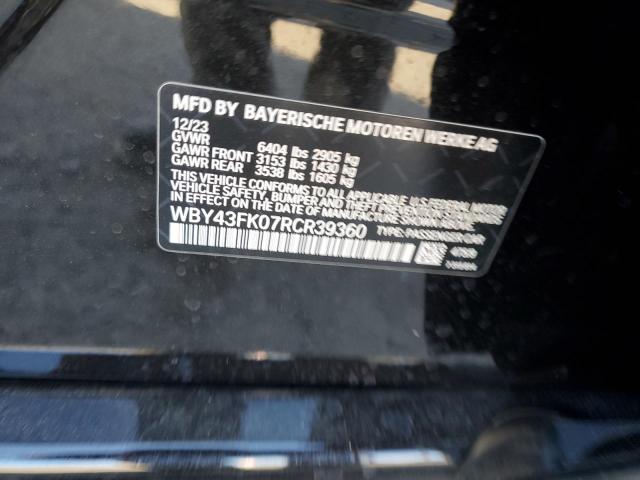 MFD BY BAYERISCHE MOTOREN WERKE AG
12/23
GVWR 6404 lbs 2905 kg
GAWR FRONT 3153 lbs 1430 kg
GAWR REAR 3538 lbs 1605 kg
THIS VEHICLE CONFORMS TO ALL APPLICABLE U.S. FEDERAL MOTOR
VEHICLE SAFETY, BUMPER, AND THEFT PREVENTION STANDARDS
IN EFFECT ON THE DATE OF MANUFACTURE SHOWN ABOVE.
WBY43FK07RCR39360 TYPE: PASSENGER CAR